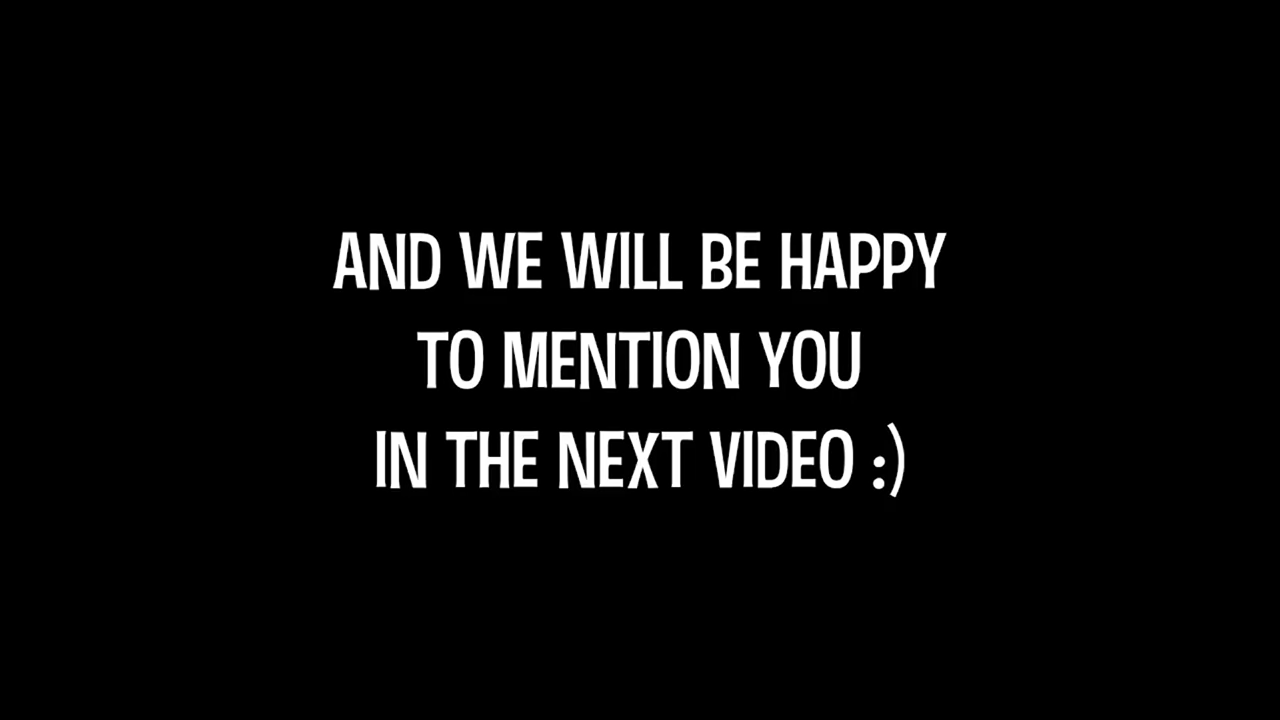 AND WE WILL BE HAPPY
TO MENTION YOU
IN THE NEXT VIDEO :)